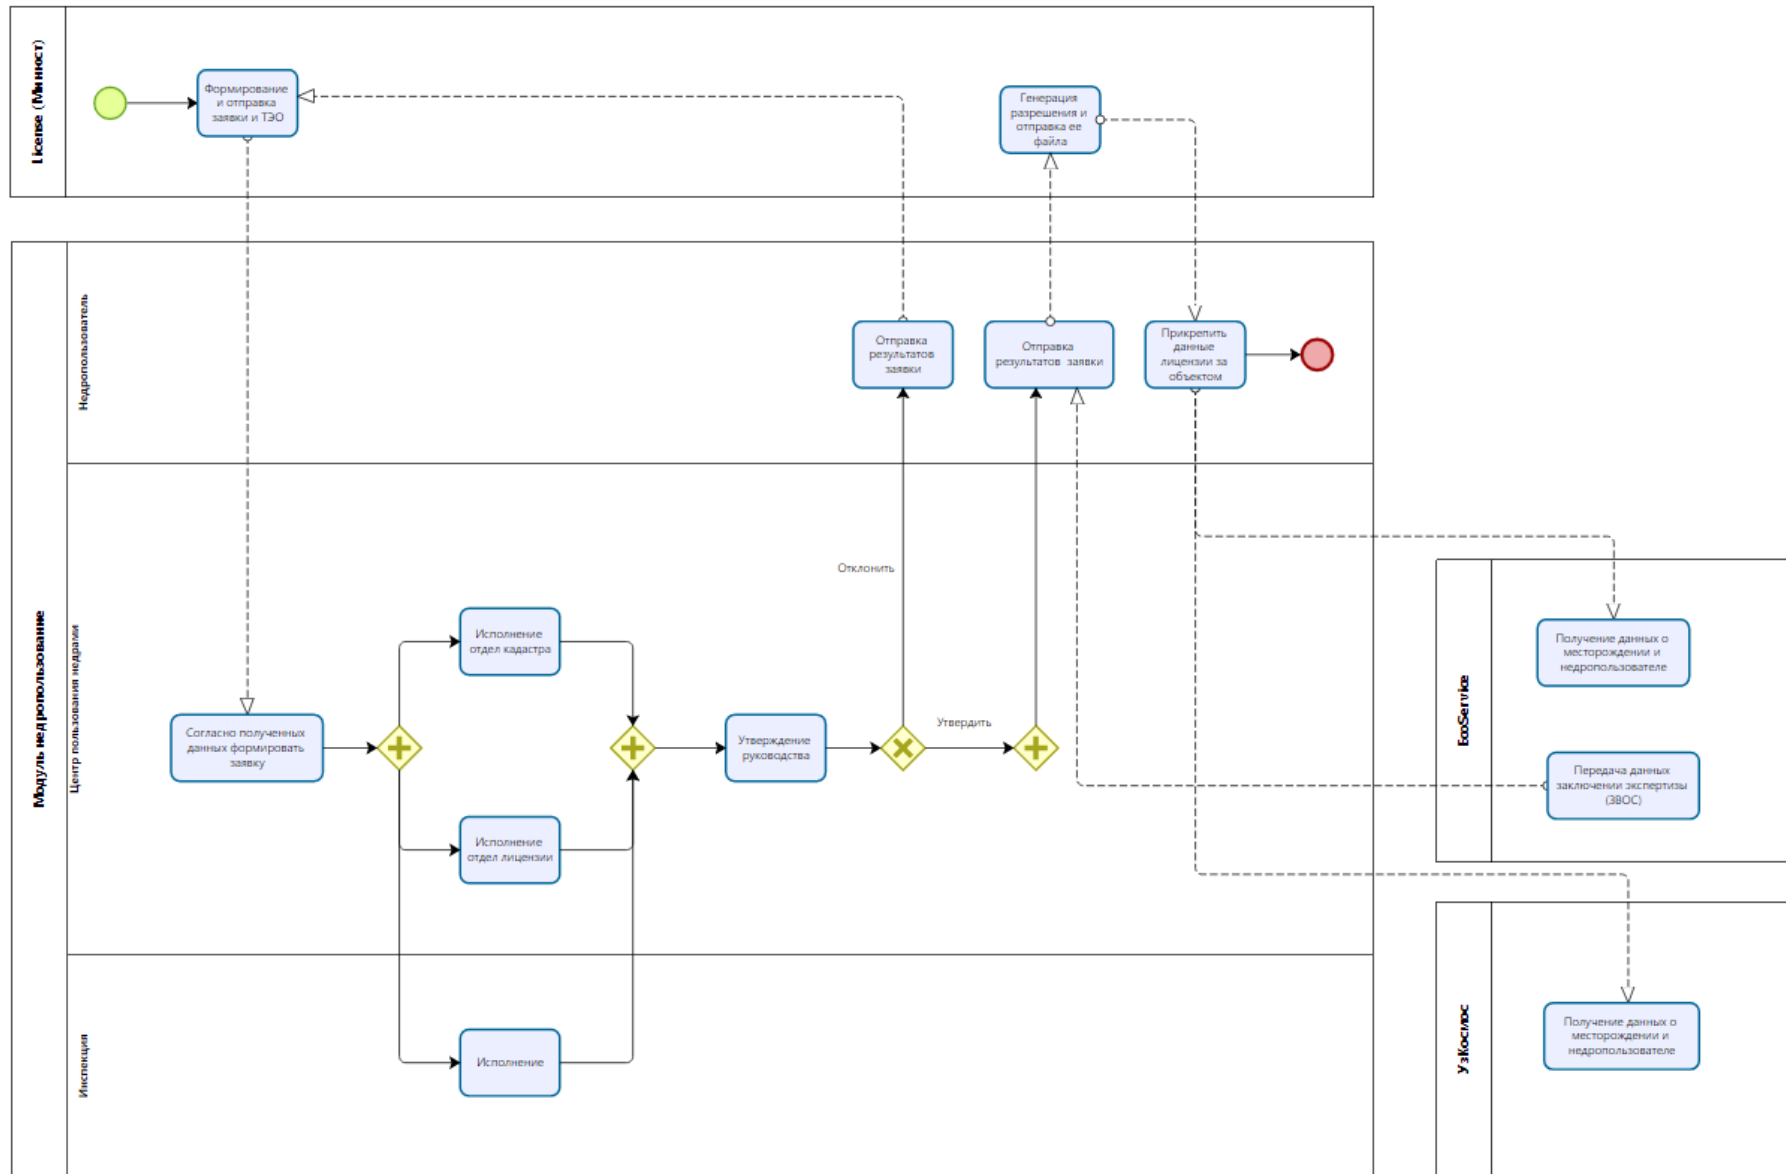 License (Минюст)
Формирование
и отправка
заявки и ТЭО
Генерация
разрешения и
отправка ее
файла
Модуль недропользование
Недропользователь
Отправка
результатов
заявки
Отправка
результатов заявки
Прикрепить
данные
лицензии за
объектом
Центр пользования недрами
Отклонить
Исполнение
отдел кадастра
Согласно полученных
данных формировать
заявку
Утверждение
руководства
Утвердить
Исполнение
отдел лицензии
Инспекция
Исполнение
EcoService
Получение данных о
месторождении и
недропользователе
Передача данных
заключении экспертизы
(ЗВОС)
УзКосмос
Получение данных о
месторождении и
недропользователе